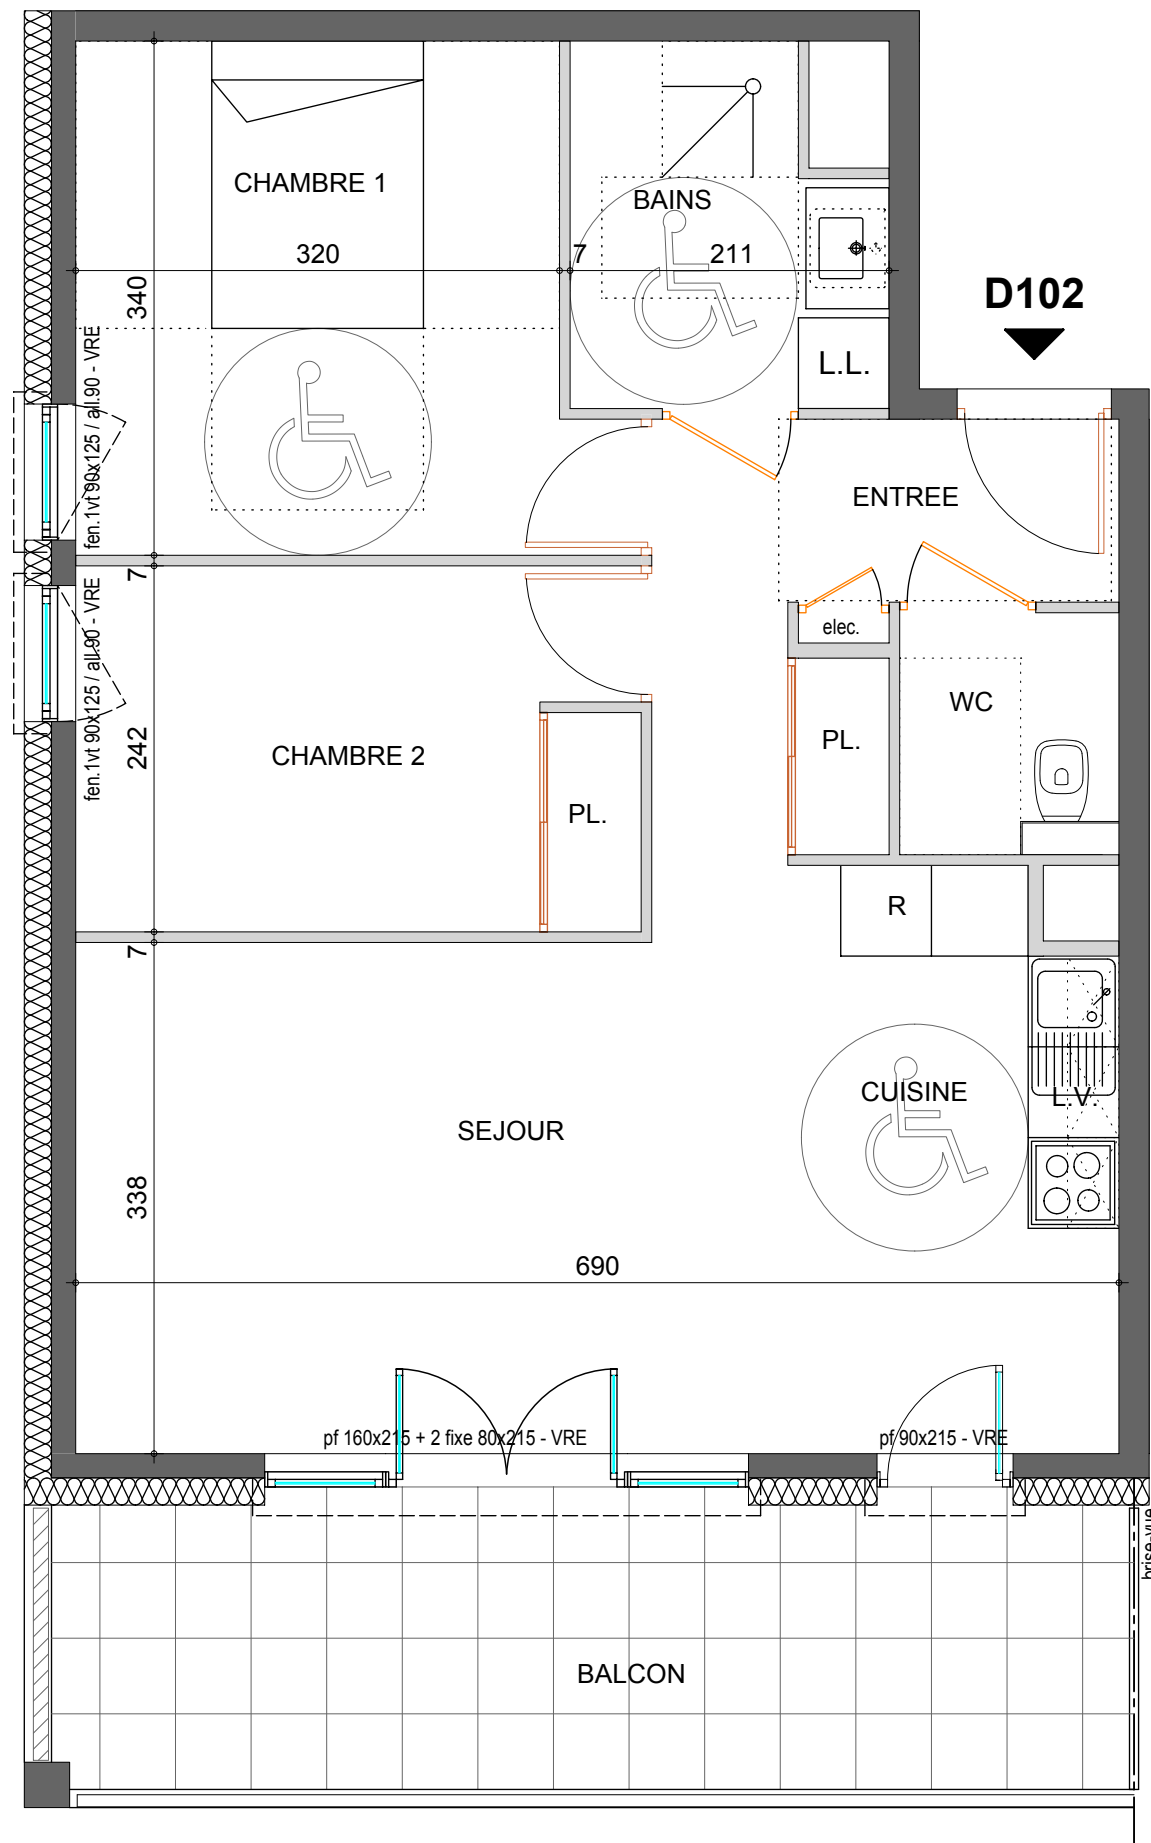 CHAMBRE 1
BAINS
320
7
211
340
D102
L.L.
fen.1vt 90x125 / all.90 - VRE
ENTREE
7
fen.1vt 90x125 / all.90 - VRE
elec.
WC
242
CHAMBRE 2
PL.
PL.
R
7
CUISINE
L.V.
SEJOUR
338
690
pf 160x215 + 2 fixe 80x215 - VRE
pf 90x215 - VRE
brise-vue
BALCON